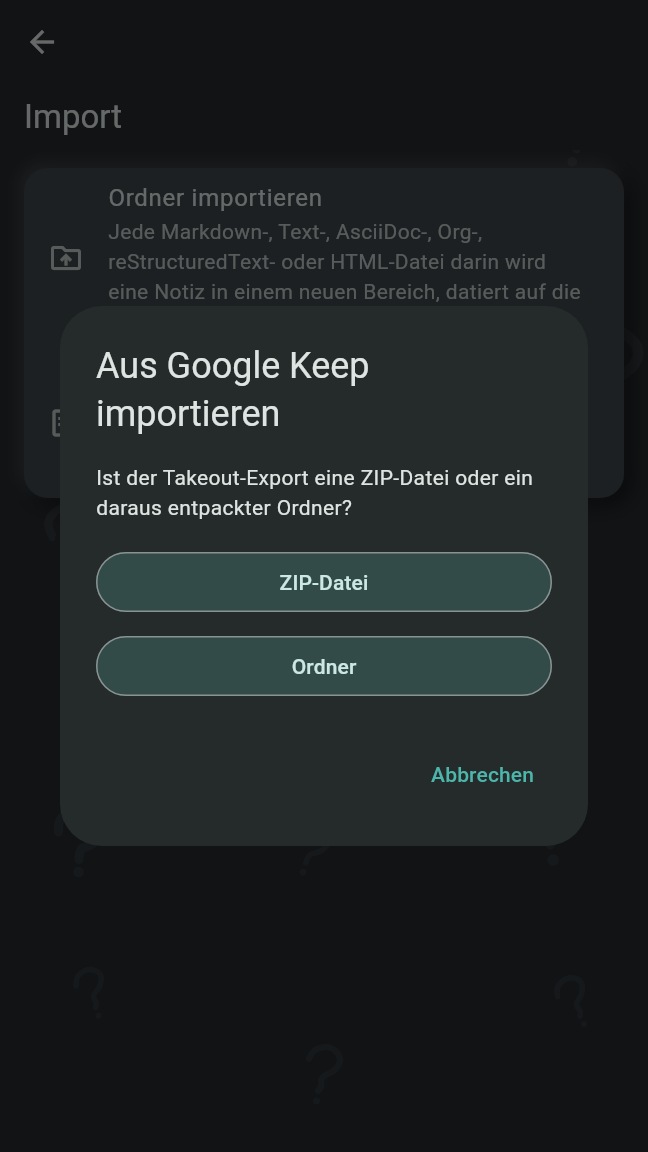 Import
Ordner importieren
Jede Markdown-, Text-, AsciiDoc-, Org-,
reStructuredText- oder HTML-Datei darin wird
eine Notiz in einem neuen Bereich, datiert auf die
Aus Google Keep
importieren
Ist der Takeout-Export eine ZIP-Datei oder ein
daraus entpackter Ordner?
ZIP-Datei
Ordner
Abbrechen